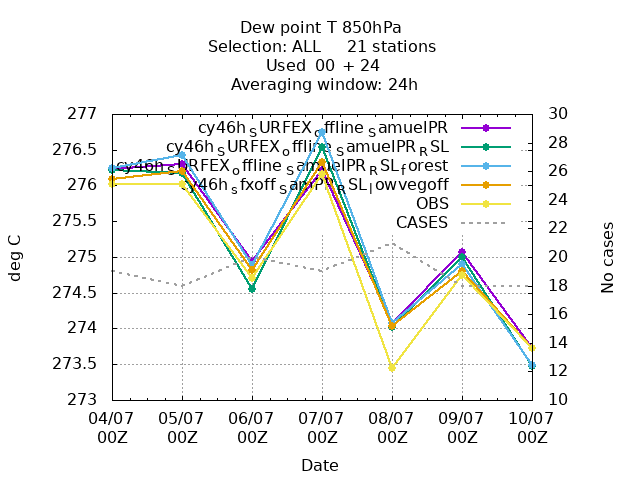 Dew point T 850hPa
Selection: ALL 21 stations
Used 00 + 24
Averaging window: 24h
277
276.5
276
275.5
275
274.5
274
273.5
273
30
28
26
24
22
20
18
16
14
12
10
deg C
No cases
cy46h_SURFEX_offline_SamuelPR
cy46h_SURFEX_offline_SamuelPR_RSL
cy46h_SURFEX_offline_SamuelPR_RSL_forest
cy46h_sfxoff_SamPR_RSL_lowvegoff
OBS
CASES
04/07 05/07 06/07 07/07 08/07 09/07 10/07
00Z 00Z 00Z 00Z 00Z 00Z 00Z
Date